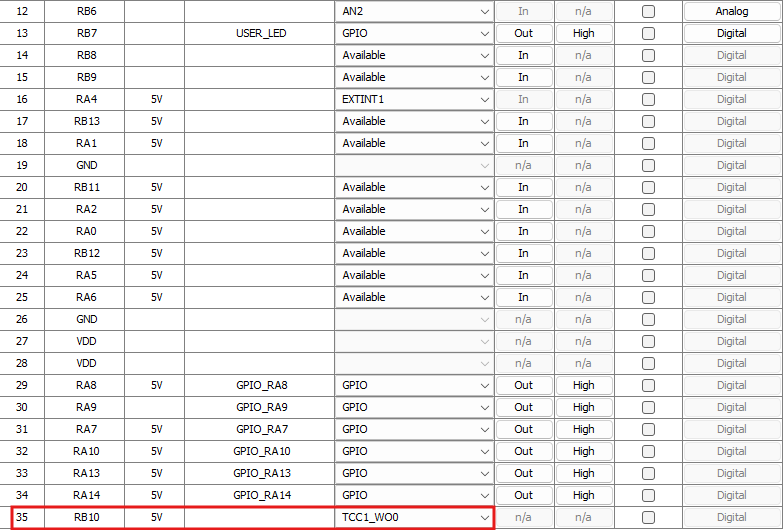 12 RB6 AN2 In n/a Analog
13 RB7 USER_LED GPIO Out High Digital
14 RB8 Available In n/a Digital
15 RB9 Available In n/a Digital
16 RA4 5V EXTINT1 In n/a Digital
17 RB13 5V Available In n/a Digital
18 RA1 5V Available In n/a Digital
19 GND n/a n/a Digital
20 RB11 5V Available In n/a Digital
21 RA2 5V Available In n/a Digital
22 RA0 5V Available In n/a Digital
23 RB12 5V Available In n/a Digital
24 RA5 5V Available In n/a Digital
25 RA6 5V Available In n/a Digital
26 GND n/a n/a Digital
27 VDD n/a n/a Digital
28 VDD n/a n/a Digital
29 RA8 5V GPIO_RA8 GPIO Out High Digital
30 RA9 GPIO_RA9 GPIO Out High Digital
31 RA7 5V GPIO_RA7 GPIO Out High Digital
32 RA10 5V GPIO_RA10 GPIO Out High Digital
33 RA13 5V GPIO_RA13 GPIO Out High Digital
34 RA14 5V GPIO_RA14 GPIO Out High Digital
35 RB10 5V TCC1_WO0 n/a n/a Digital